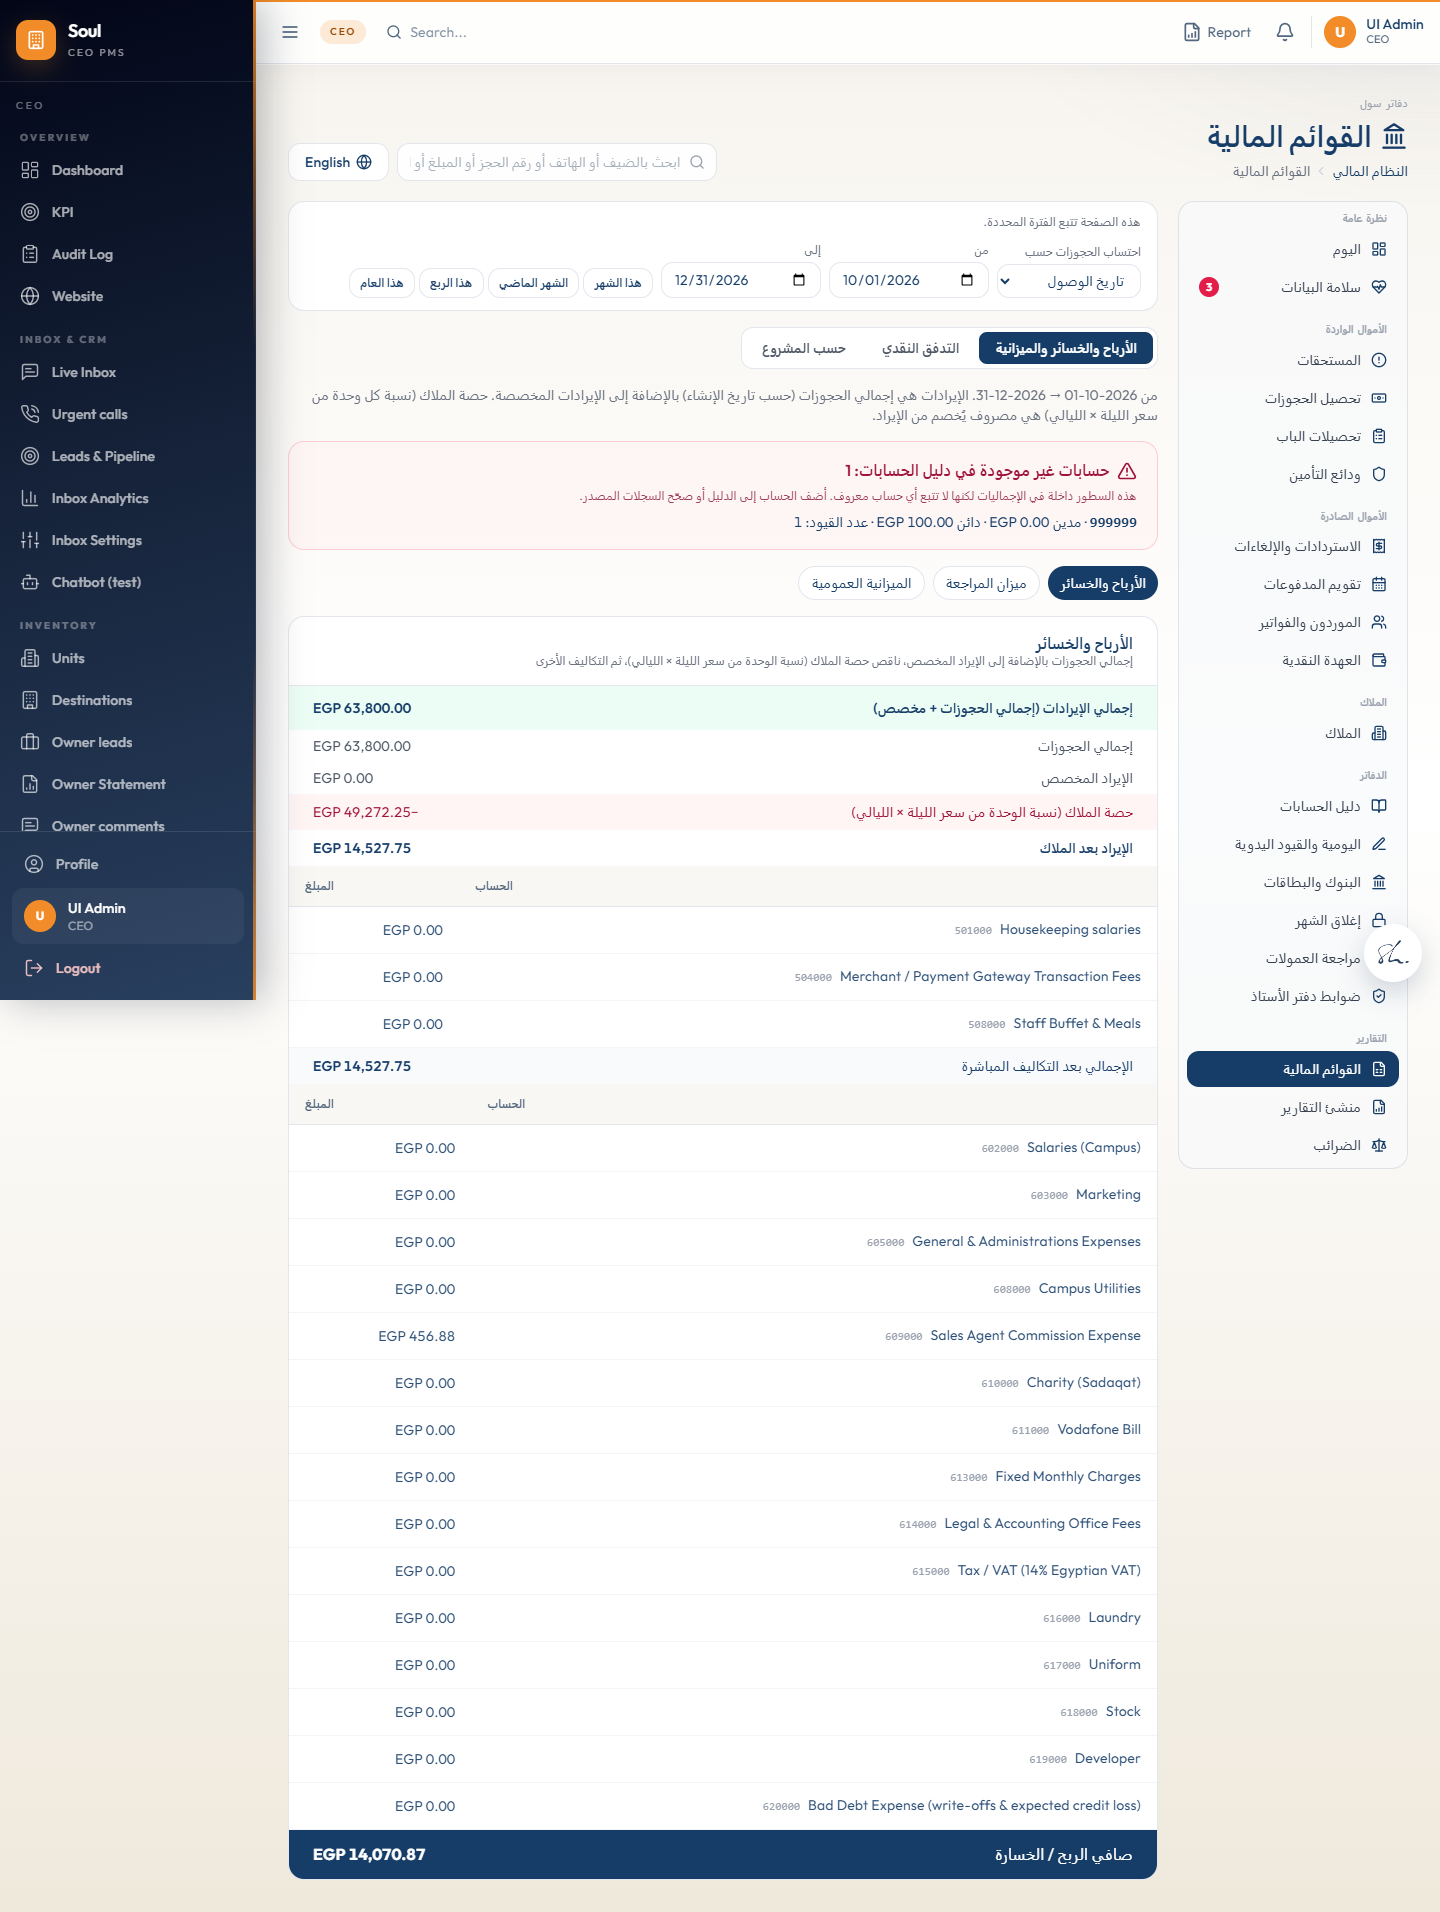 Soul
CEO PMS
CEO
OVERVIEW
Dashboard
KPI
Audit Log
Website
INBOX & CRM
Live Inbox
Urgent calls
Leads & Pipeline
Inbox Analytics
Inbox Settings
Chatbot (test)
INVENTORY
Units
Destinations
Owner leads
Owner Statement
Owner comments
Profile
U
UI Admin
CEO
Logout
CEO
Search...
Report
U
UI Admin
CEO
دفاتر سول
القوائم المالية
النظام المالي
القوائم المالية
ابحث بالضيف أو الهاتف أو رقم الحجز أو المبلغ أو
English
نظرة عامة
اليوم
سلامة البيانات
3
الأموال الواردة
المستحقات
تحصيل الحجوزات
تحصيلات الباب
ودائع التأمين
الأموال الصادرة
الاستردادات والإلغاءات
تقويم المدفوعات
الموردون والفواتير
العهدة النقدية
الملاك
الملاك
الدفاتر
دليل الحسابات
اليومية والقيود اليدوية
البنوك والبطاقات
إغلاق الشهر
مراجعة العمولات
ضوابط دفتر الأستاذ
التقارير
القوائم المالية
منشئ التقارير
الضرائب
هذه الصفحة تتبع الفترة المحددة.
احتساب الحجوزات حسب
تاريخ الوصول
من
10/01/2026
إلى
12/31/2026
هذا الشهر
الشهر الماضي
هذا الربع
هذا العام
الأرباح والخسائر والميزانية
التدفق النقدي
حسب المشروع
من 2026-10-01 → 2026-12-31. الإيرادات هي إجمالي الحجوزات (حسب تاريخ الإنشاء) بالإضافة إلى الإيرادات المخصصة. حصة الملاك (نسبة كل وحدة من
سعر الليلة × الليالي) هي مصروف يُخصم من الإيراد.
حسابات غير موجودة في دليل الحسابات: 1
هذه السطور داخلة في الإجماليات لكنها لا تتبع أي حساب معروف. أضف الحساب إلى الدليل أو صحّح السجلات المصدر.
999999 · مدين EGP 0.00 · دائن EGP 100.00 · عدد القيود: 1
الأرباح والخسائر
ميزان المراجعة
الميزانية العمومية
الأرباح والخسائر
إجمالي الحجوزات بالإضافة إلى الإيراد المخصص، ناقص حصة الملاك (نسبة الوحدة من سعر الليلة × الليالي)، ثم التكاليف الأخرى
إجمالي الإيرادات (إجمالي الحجوزات + مخصص)
EGP 63,800.00
إجمالي الحجوزات
EGP 63,800.00
الإيراد المخصص
EGP 0.00
حصة الملاك (نسبة الوحدة من سعر الليلة × الليالي)
EGP 49,272.25−
الإيراد بعد الملاك
EGP 14,527.75
الحساب
المبلغ
501000 Housekeeping salaries
EGP 0.00
504000 Merchant / Payment Gateway Transaction Fees
EGP 0.00
508000 Staff Buffet & Meals
EGP 0.00
الإجمالي بعد التكاليف المباشرة
EGP 14,527.75
الحساب
المبلغ
602000 Salaries (Campus)
EGP 0.00
603000 Marketing
EGP 0.00
605000 General & Administrations Expenses
EGP 0.00
608000 Campus Utilities
EGP 0.00
609000 Sales Agent Commission Expense
EGP 456.88
610000 Charity (Sadaqat)
EGP 0.00
611000 Vodafone Bill
EGP 0.00
613000 Fixed Monthly Charges
EGP 0.00
614000 Legal & Accounting Office Fees
EGP 0.00
615000 Tax / VAT (14% Egyptian VAT)
EGP 0.00
616000 Laundry
EGP 0.00
617000 Uniform
EGP 0.00
618000 Stock
EGP 0.00
619000 Developer
EGP 0.00
620000 Bad Debt Expense (write-offs & expected credit loss)
EGP 0.00
صافي الربح / الخسارة
EGP 14,070.87